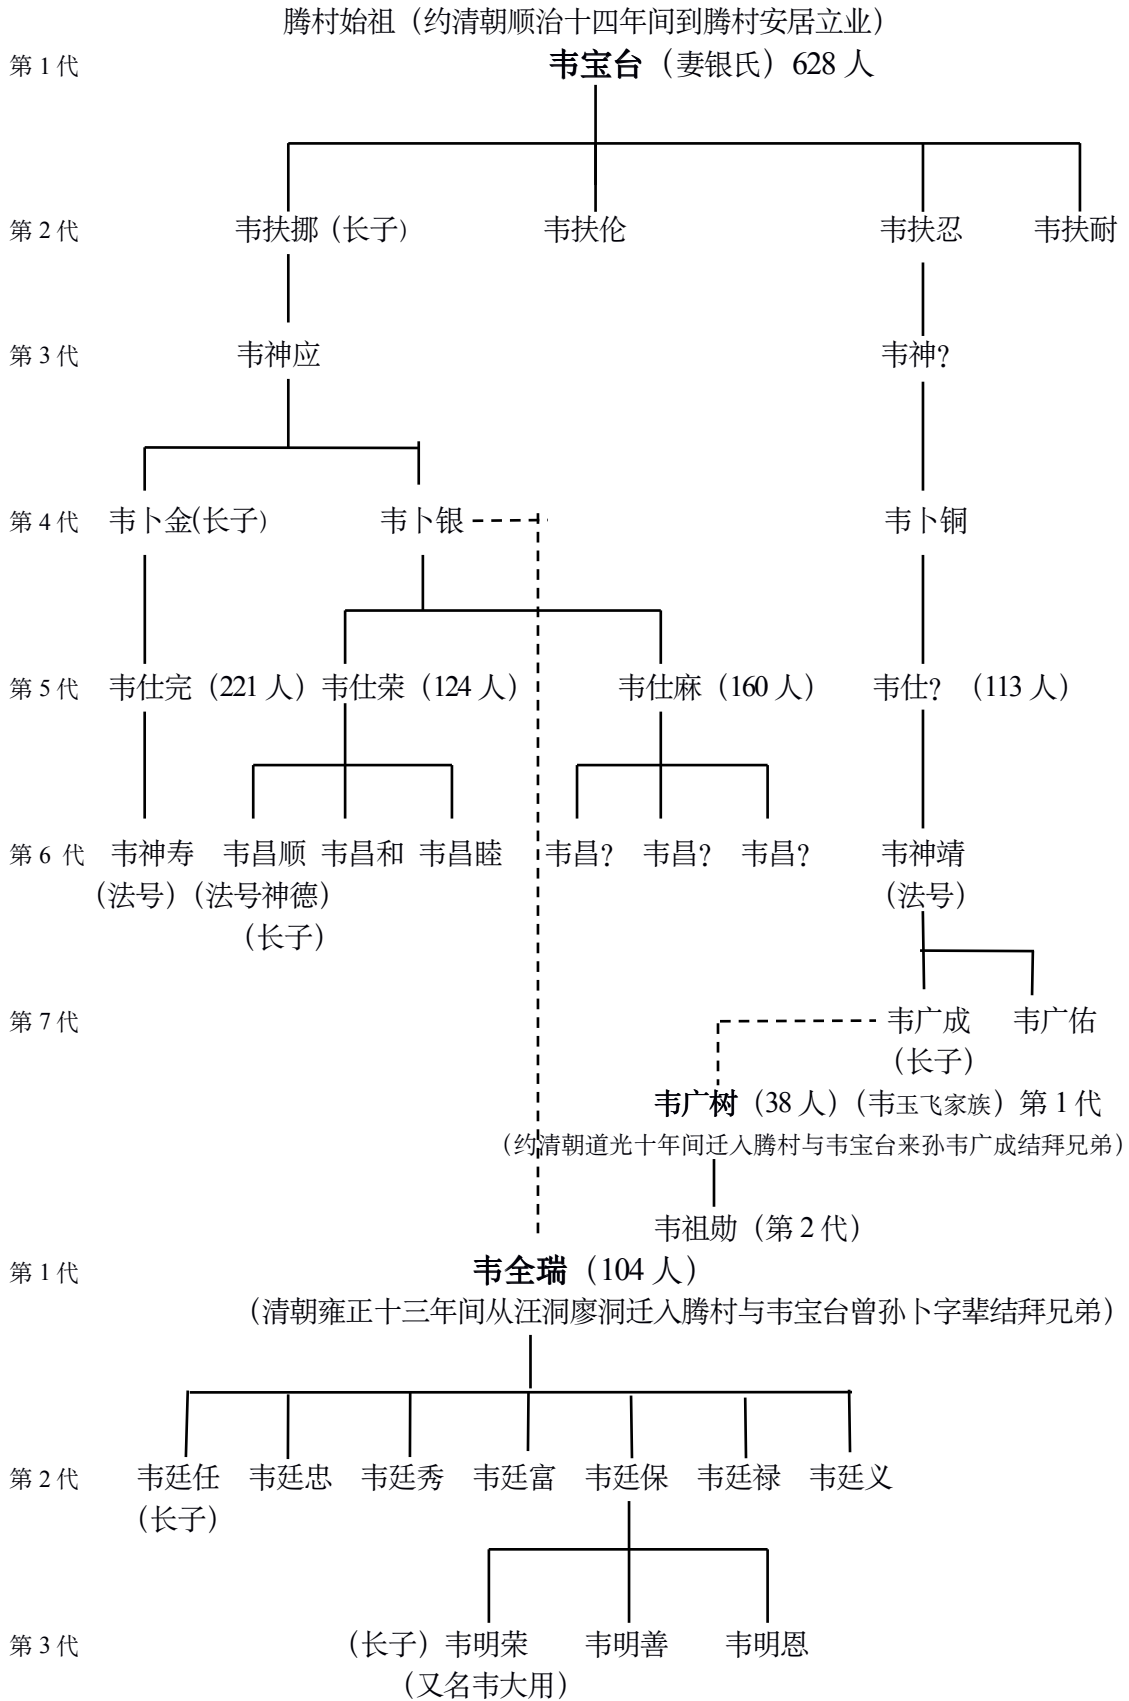 腾村始祖（约清朝顺治十四年间到腾村安居立业）
第 1 代 韦宝台（妻银氏）628 人
第 2 代 韦扶挪（长子） 韦扶伦 韦扶忍 韦扶耐
第 3 代 韦神应 韦神?
第 4 代 韦卜金(长子） 韦卜银 韦卜铜
第 5 代 韦仕完（221 人） 韦仕荣（124 人） 韦仕麻（160 人） 韦仕? （113 人）
第 6 代 韦神寿 韦昌顺 韦昌和 韦昌睦 韦昌? 韦昌? 韦昌? 韦神靖
（法号）（法号神德） （法号）
（长子）
第 7 代 韦广成 韦广佑
（长子）
韦广树（38 人）（韦玉飞家族）第 1 代
（约清朝道光十年间迁入腾村与韦宝台来孙韦广成结拜兄弟）
韦祖勋（第 2 代）
第 1 代 韦全瑞（104 人）
（清朝雍正十三年间从汪洞廖洞迁入腾村与韦宝台曾孙卜字辈结拜兄弟）
第 2 代 韦廷任 韦廷忠 韦廷秀 韦廷富 韦廷保 韦廷禄 韦廷义
（长子）
第 3 代 （长子）韦明荣 韦明善 韦明恩
（又名韦大用）